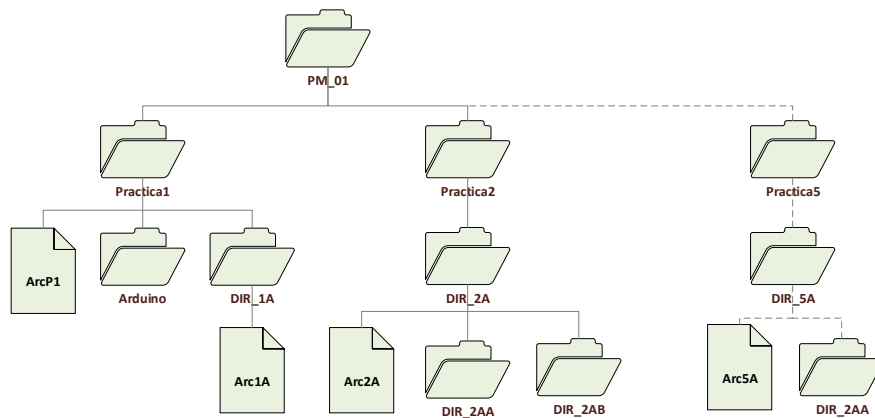 PM_01
Practica1
Practica2
Practica5
ArcP1
Arduino
DIR_1A
DIR_2A
DIR_5A
Arc1A
Arc2A
DIR_2AA
DIR_2AB
Arc5A
DIR_2AA